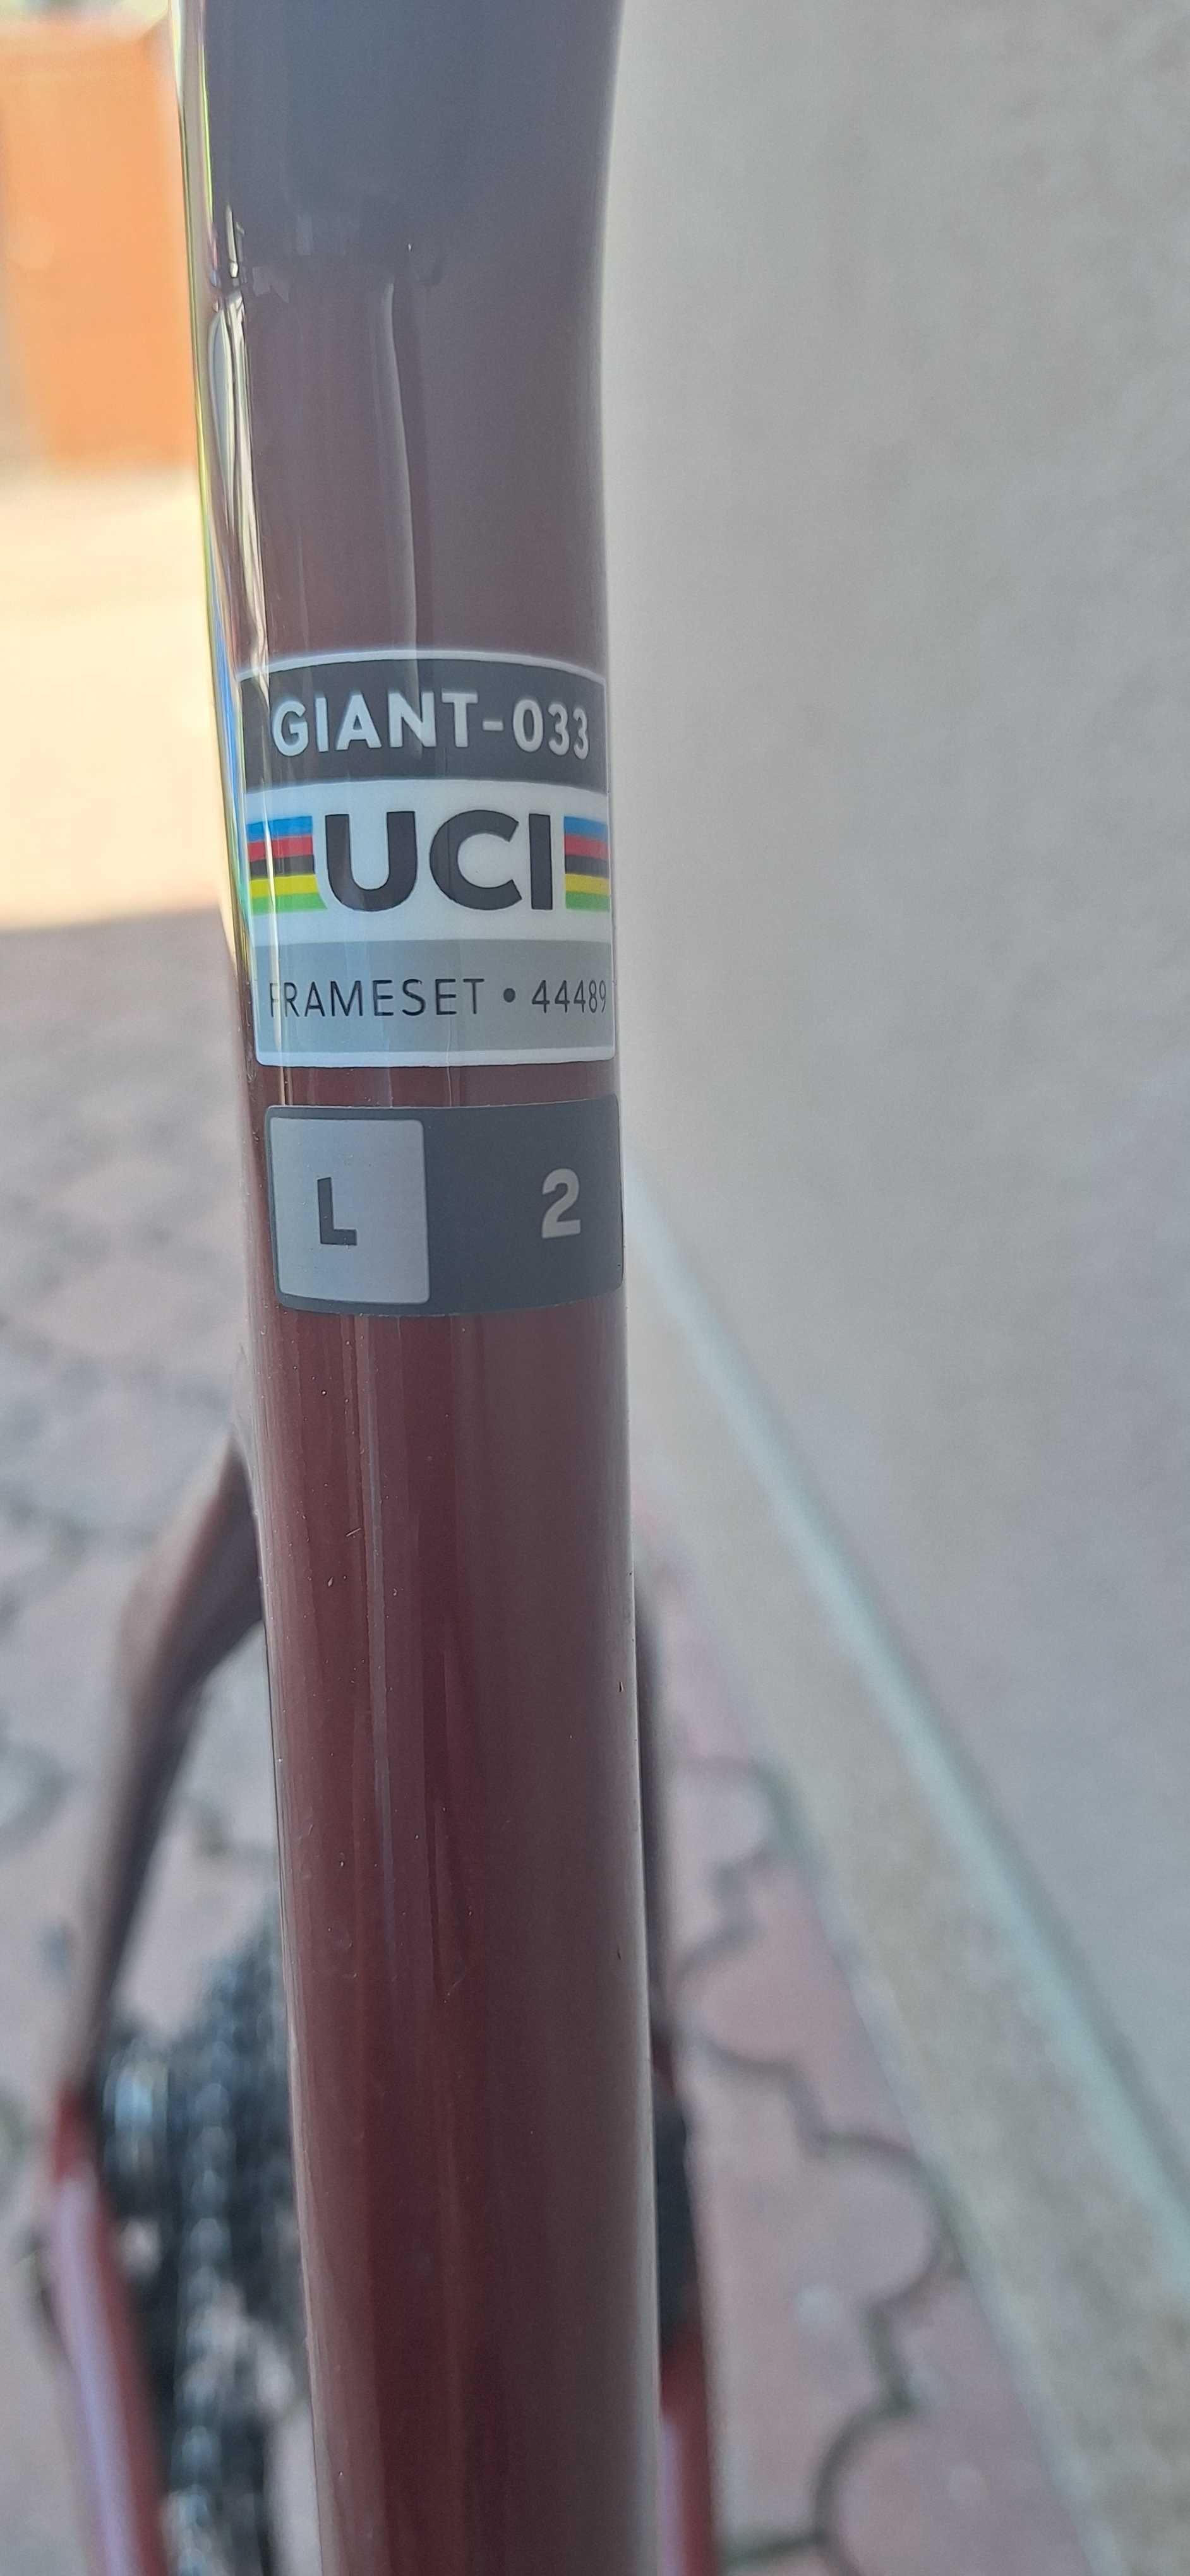 GIANT-033
UCI
FRAMESET • 44489
L 2